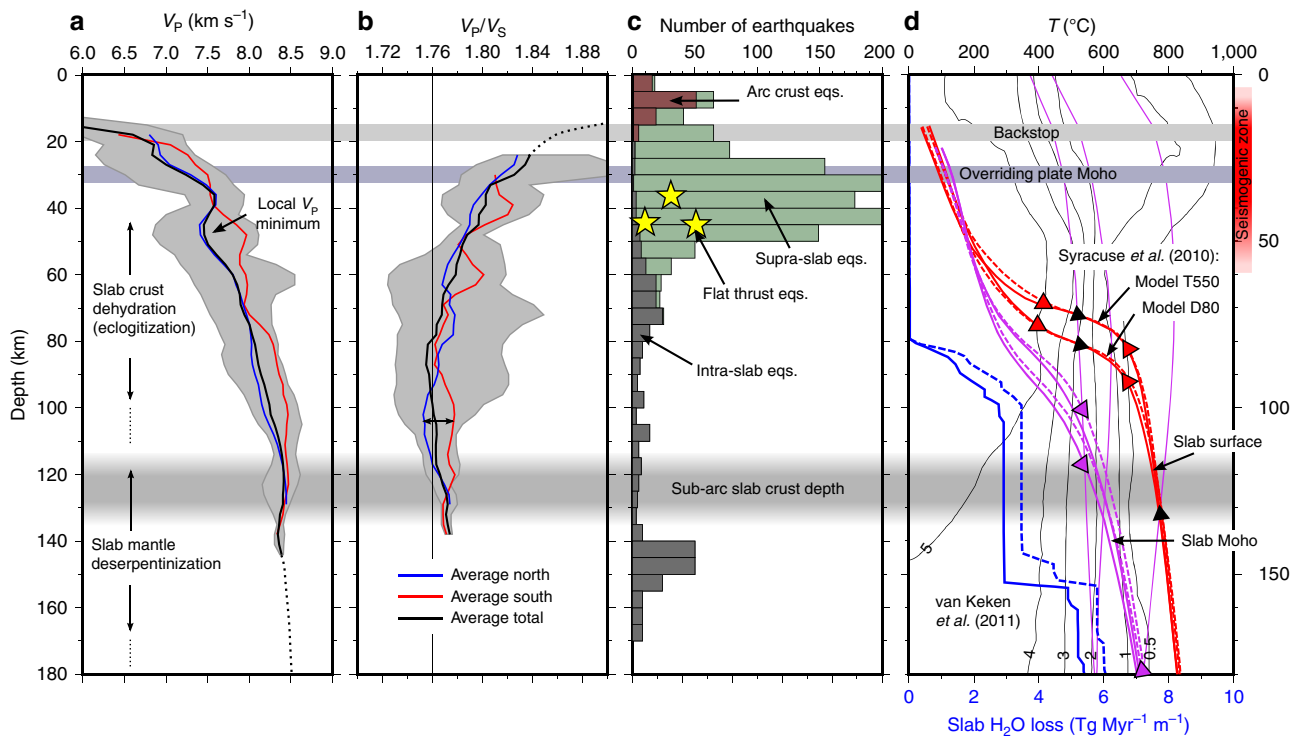 a
V_P (km s⁻¹)
6.0 6.5 7.0 7.5 8.0 8.5 9.0
b
V_P/V_S
1.72 1.76 1.80 1.84 1.88
c
Number of earthquakes
0 50 100 150 200
d
T (°C)
0 200 400 600 800 1,000
Depth (km)
0
20
40
60
80
100
120
140
160
180
Local V_P
minimum
Slab crust
dehydration
(eclogitization)
Slab mantle
deserpentinization
Average north
Average south
Average total
Arc crust eqs.
Supra-slab eqs.
Flat thrust eqs.
Intra-slab eqs.
Sub-arc slab crust depth
Backstop
Overriding plate Moho
Syracuse et al. (2010):
Model T550
Model D80
Slab surface
Slab Moho
van Keken
et al. (2011)
5
4
3
2
1
0.5
0
50
100
150
Seismogenic zone
0 2 4 6 8 10
Slab H₂O loss (Tg Myr⁻¹ m⁻¹)